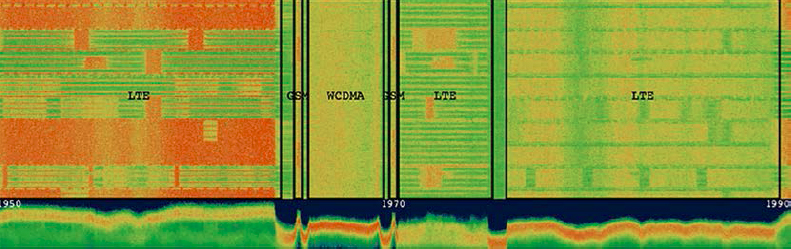 LTE GSM WCDMA GSM LTE LTE
1950 1970 1990